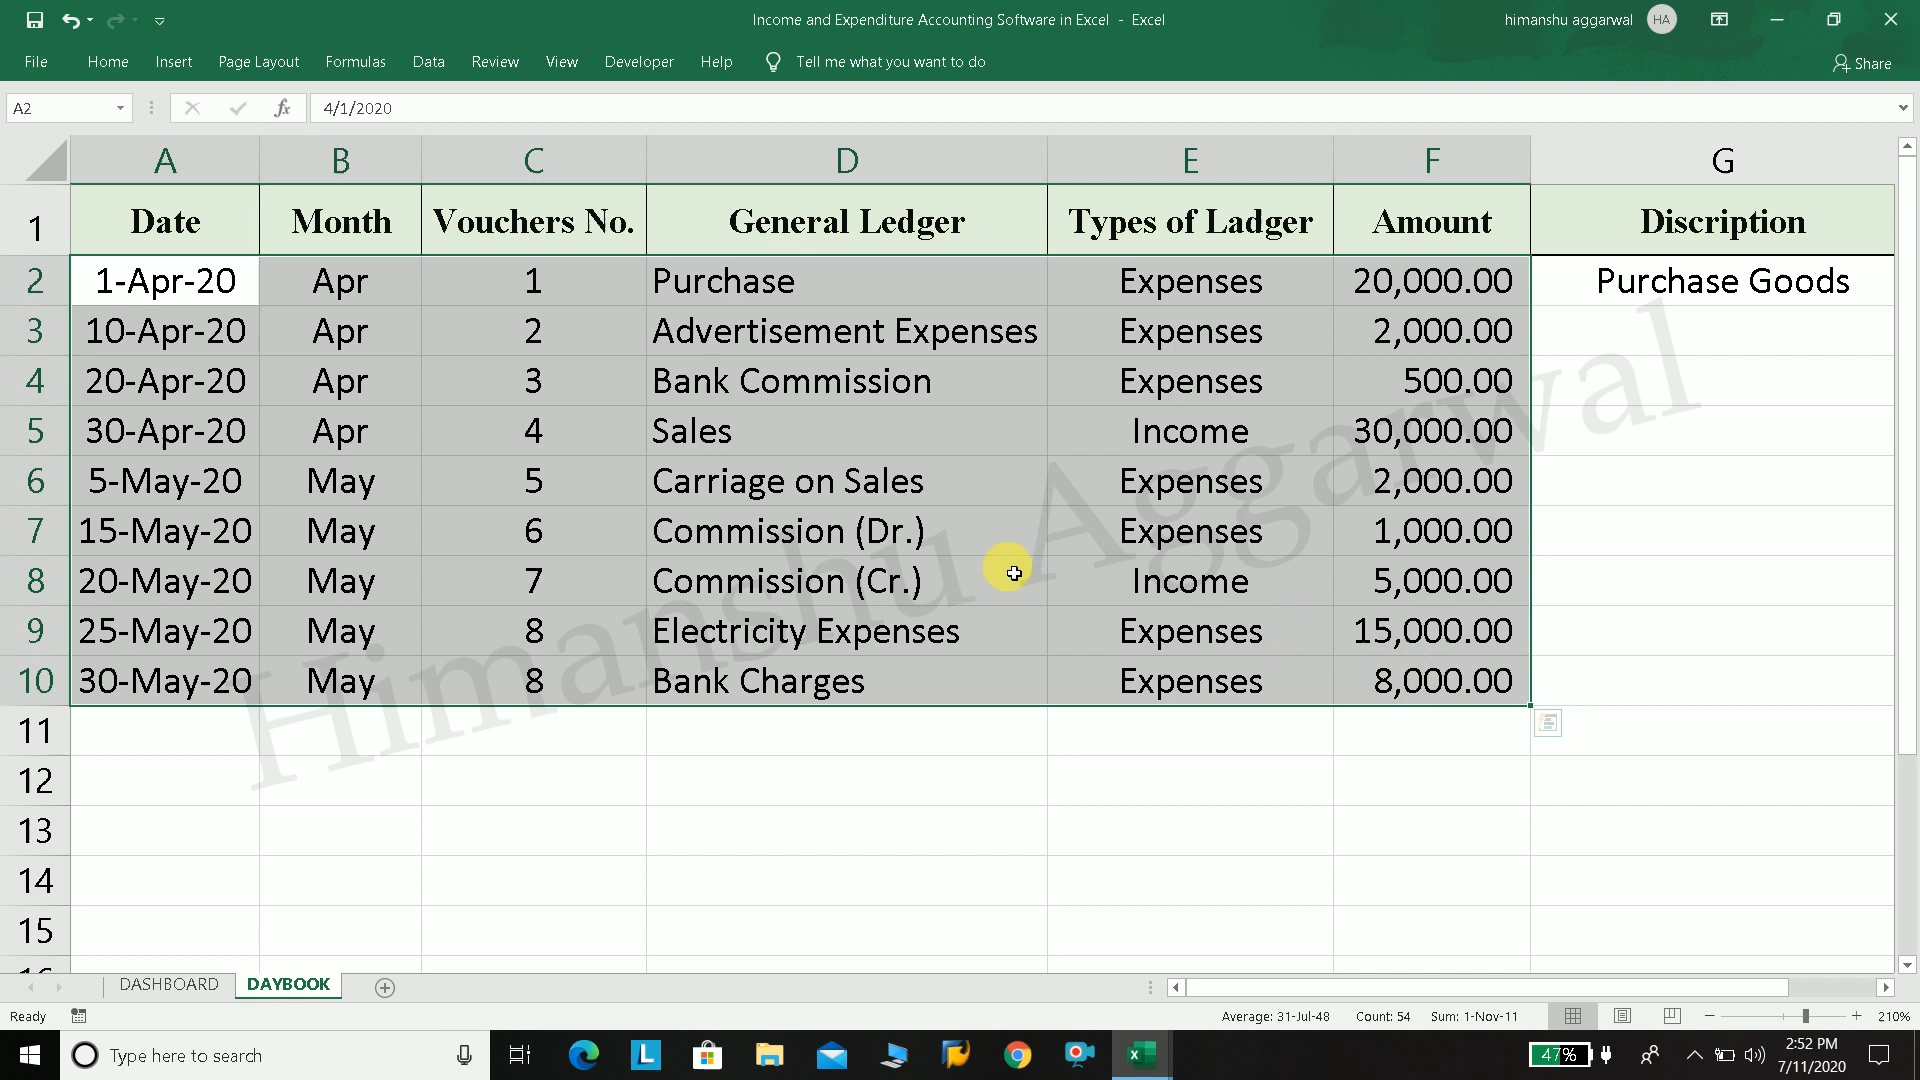 Income and Expenditure Accounting Software in Excel - Excel
himanshu aggarwal HA
File Home Insert Page Layout Formulas Data Review View Developer Help Tell me what you want to do Share
A2 fx 4/1/2020
A B C D E F G
1 Date Month Vouchers No. General Ledger Types of Ladger Amount Discription
2 1-Apr-20 Apr 1 Purchase Expenses 20,000.00 Purchase Goods
3 10-Apr-20 Apr 2 Advertisement Expenses Expenses 2,000.00
4 20-Apr-20 Apr 3 Bank Commission Expenses 500.00
5 30-Apr-20 Apr 4 Sales Income 30,000.00
6 5-May-20 May 5 Carriage on Sales Expenses 2,000.00
7 15-May-20 May 6 Commission (Dr.) Expenses 1,000.00
8 20-May-20 May 7 Commission (Cr.) Income 5,000.00
9 25-May-20 May 8 Electricity Expenses Expenses 15,000.00
10 30-May-20 May 8 Bank Charges Expenses 8,000.00
Himanshu Aggarwal
11
12
13
14
15
16
DASHBOARD DAYBOOK
Ready Average: 31-Jul-48 Count: 54 Sum: 1-Nov-11 210%
Type here to search L 47% 2:52 PM
7/11/2020